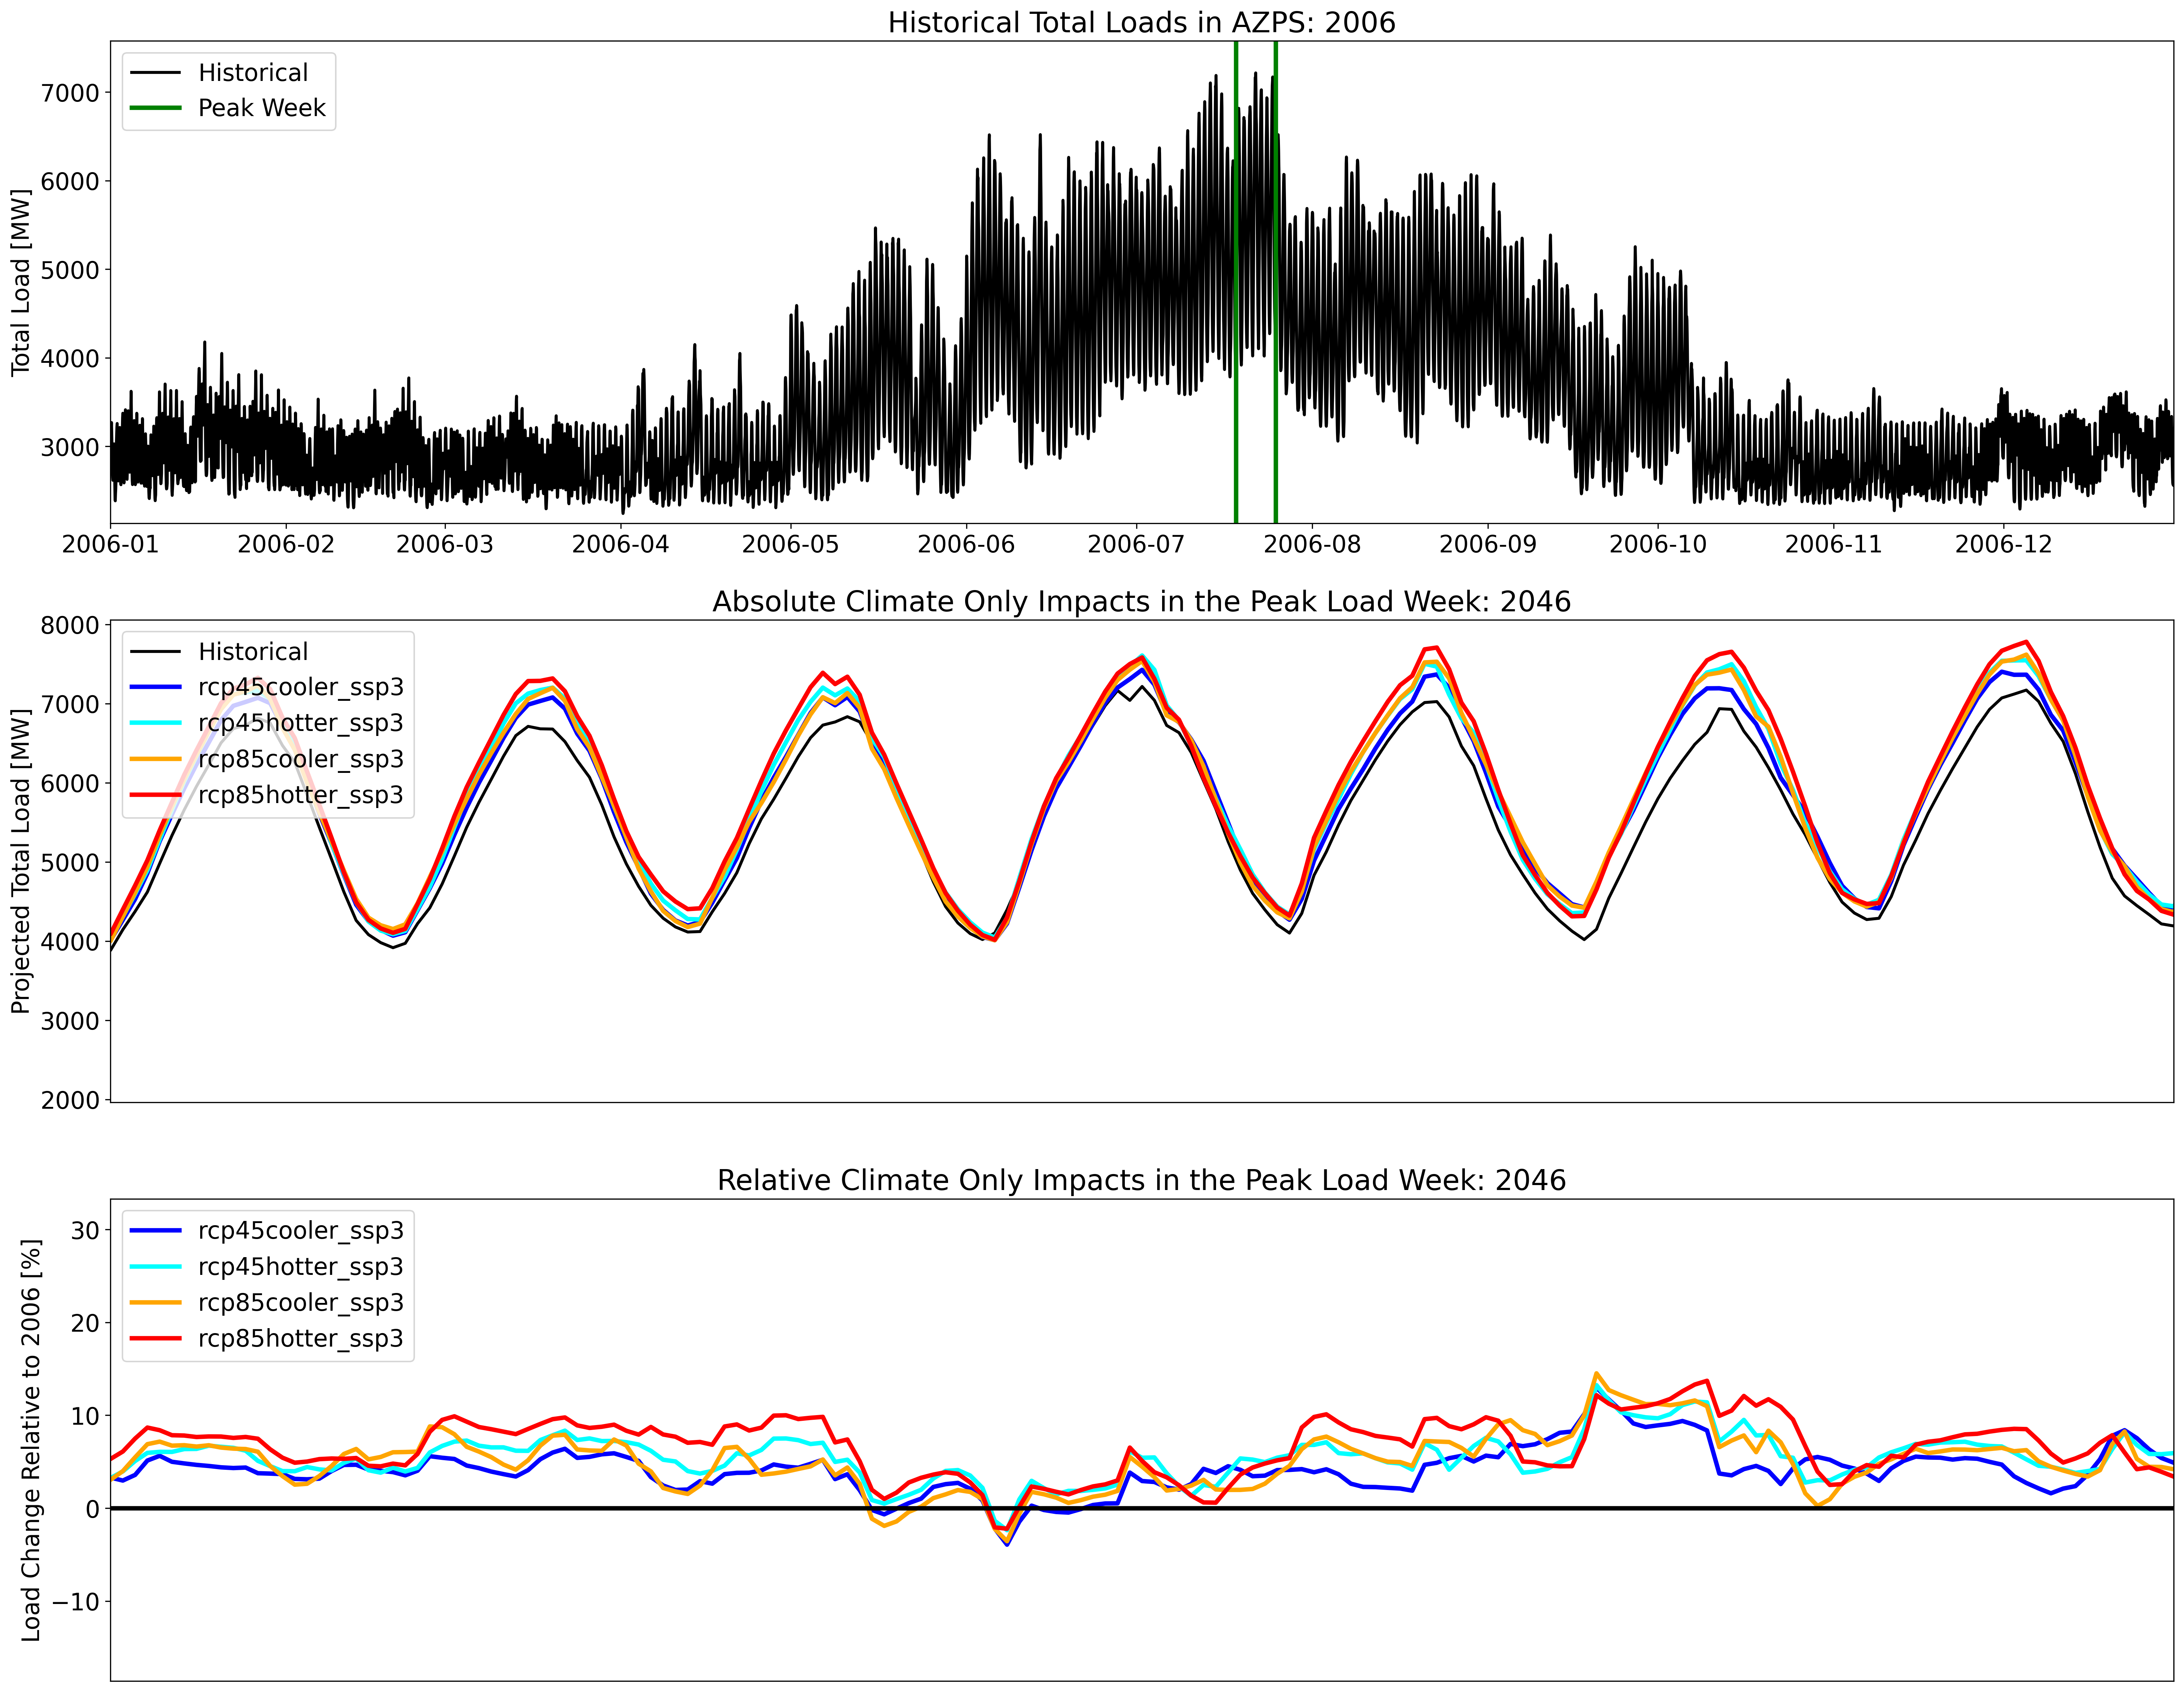 Historical Total Loads in AZPS: 2006
Total Load [MW]
7000
6000
5000
4000
3000
Historical
Peak Week
2006-01 2006-02 2006-03 2006-04 2006-05 2006-06 2006-07 2006-08 2006-09 2006-10 2006-11 2006-12
Absolute Climate Only Impacts in the Peak Load Week: 2046
Projected Total Load [MW]
8000
7000
6000
5000
4000
3000
2000
Historical
rcp45cooler_ssp3
rcp45hotter_ssp3
rcp85cooler_ssp3
rcp85hotter_ssp3
Relative Climate Only Impacts in the Peak Load Week: 2046
Load Change Relative to 2006 [%]
30
20
10
0
−10
rcp45cooler_ssp3
rcp45hotter_ssp3
rcp85cooler_ssp3
rcp85hotter_ssp3